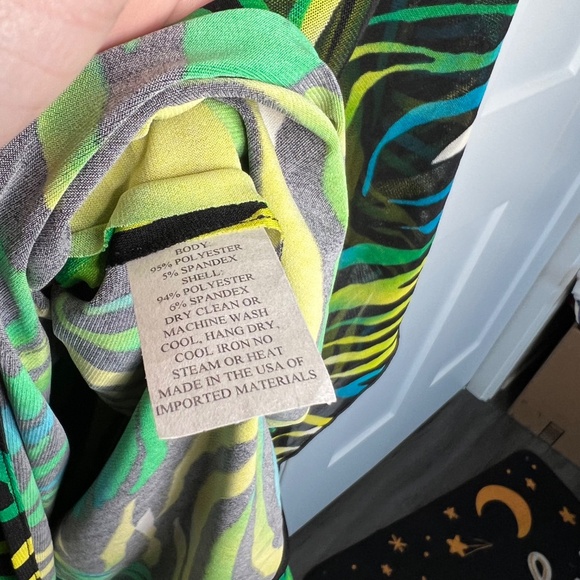 BODY:
95% POLYESTER
5% SPANDEX
SHELL:
94% POLYESTER
6% SPANDEX
DRY CLEAN OR
MACHINE WASH
COOL, HANG DRY,
COOL IRON NO
STEAM OR HEAT
MADE IN THE USA OF
IMPORTED MATERIALS